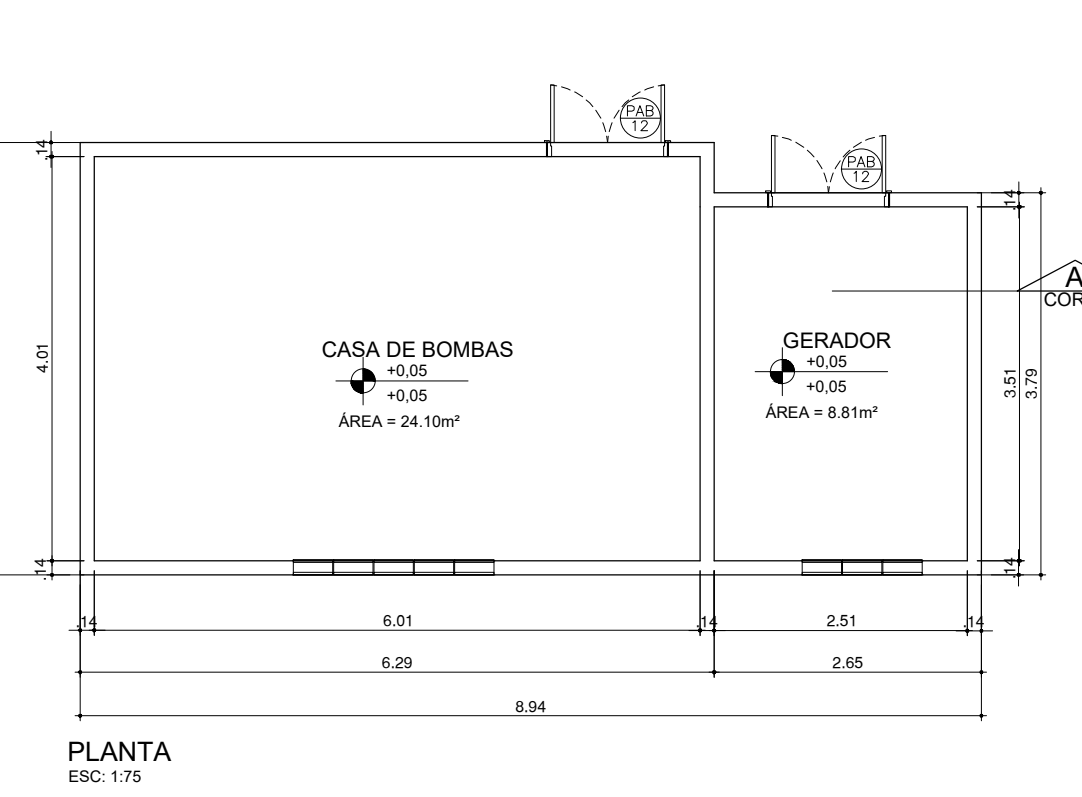 PAB
12
PAB
12
.14
.14
4.01
CASA DE BOMBAS
+0,05
+0,05
ÁREA = 24.10m²
GERADOR
+0,05
+0,05
ÁREA = 8.81m²
A
COR
3.51
3.79
.14
.14
.14
6.01
.14
2.51
.14
6.29
2.65
8.94
PLANTA
ESC: 1:75